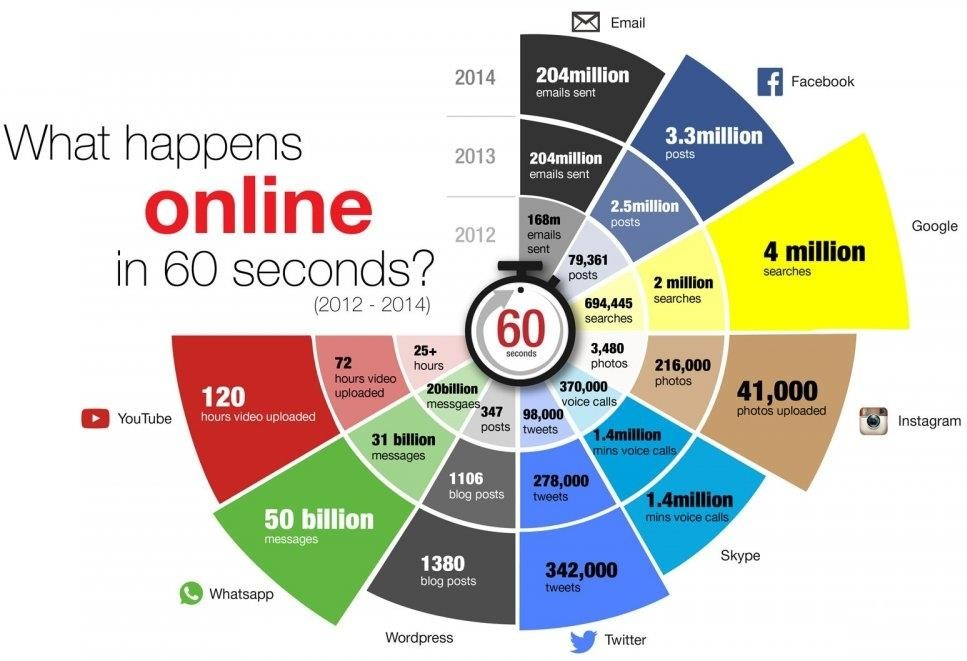 What happens
online
in 60 seconds?
(2012 - 2014)
2014
2013
2012
60
seconds
Email
204million
emails sent
204million
emails sent
168m
emails
sent
Facebook
3.3million
posts
2.5million
posts
79,361
posts
Google
4 million
searches
2 million
searches
694,445
searches
Instagram
41,000
photos uploaded
216,000
photos
3,480
photos
Skype
1.4million
mins voice calls
1.4million
mins voice calls
370,000
voice calls
Twitter
342,000
tweets
278,000
tweets
98,000
tweets
Wordpress
1380
blog posts
1106
blog posts
347
posts
Whatsapp
50 billion
messages
31 billion
messages
20billion
messgaes
YouTube
120
hours video uploaded
72
hours video
uploaded
25+
hours